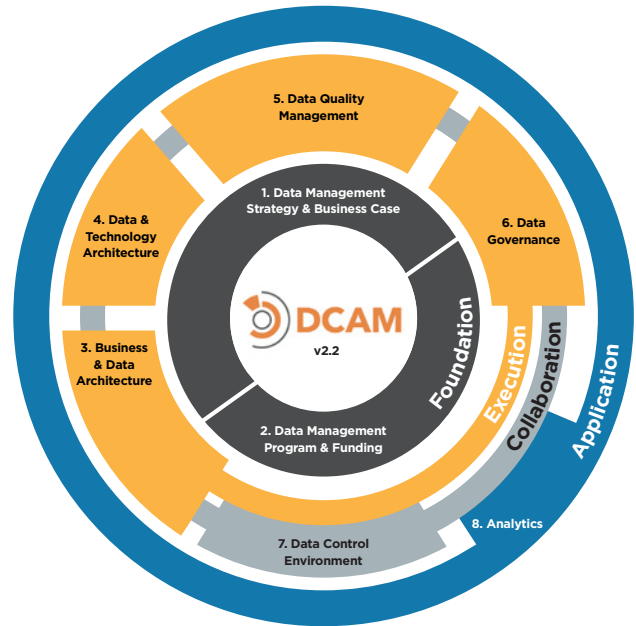 5. Data Quality
Management
1. Data Management
Strategy & Business Case
4. Data &
Technology
Architecture
6. Data
Governance
DCAM
v2.2
3. Business
& Data
Architecture
Foundation
Execution
Collaboration
Application
2. Data Management
Program & Funding
8. Analytics
7. Data Control
Environment